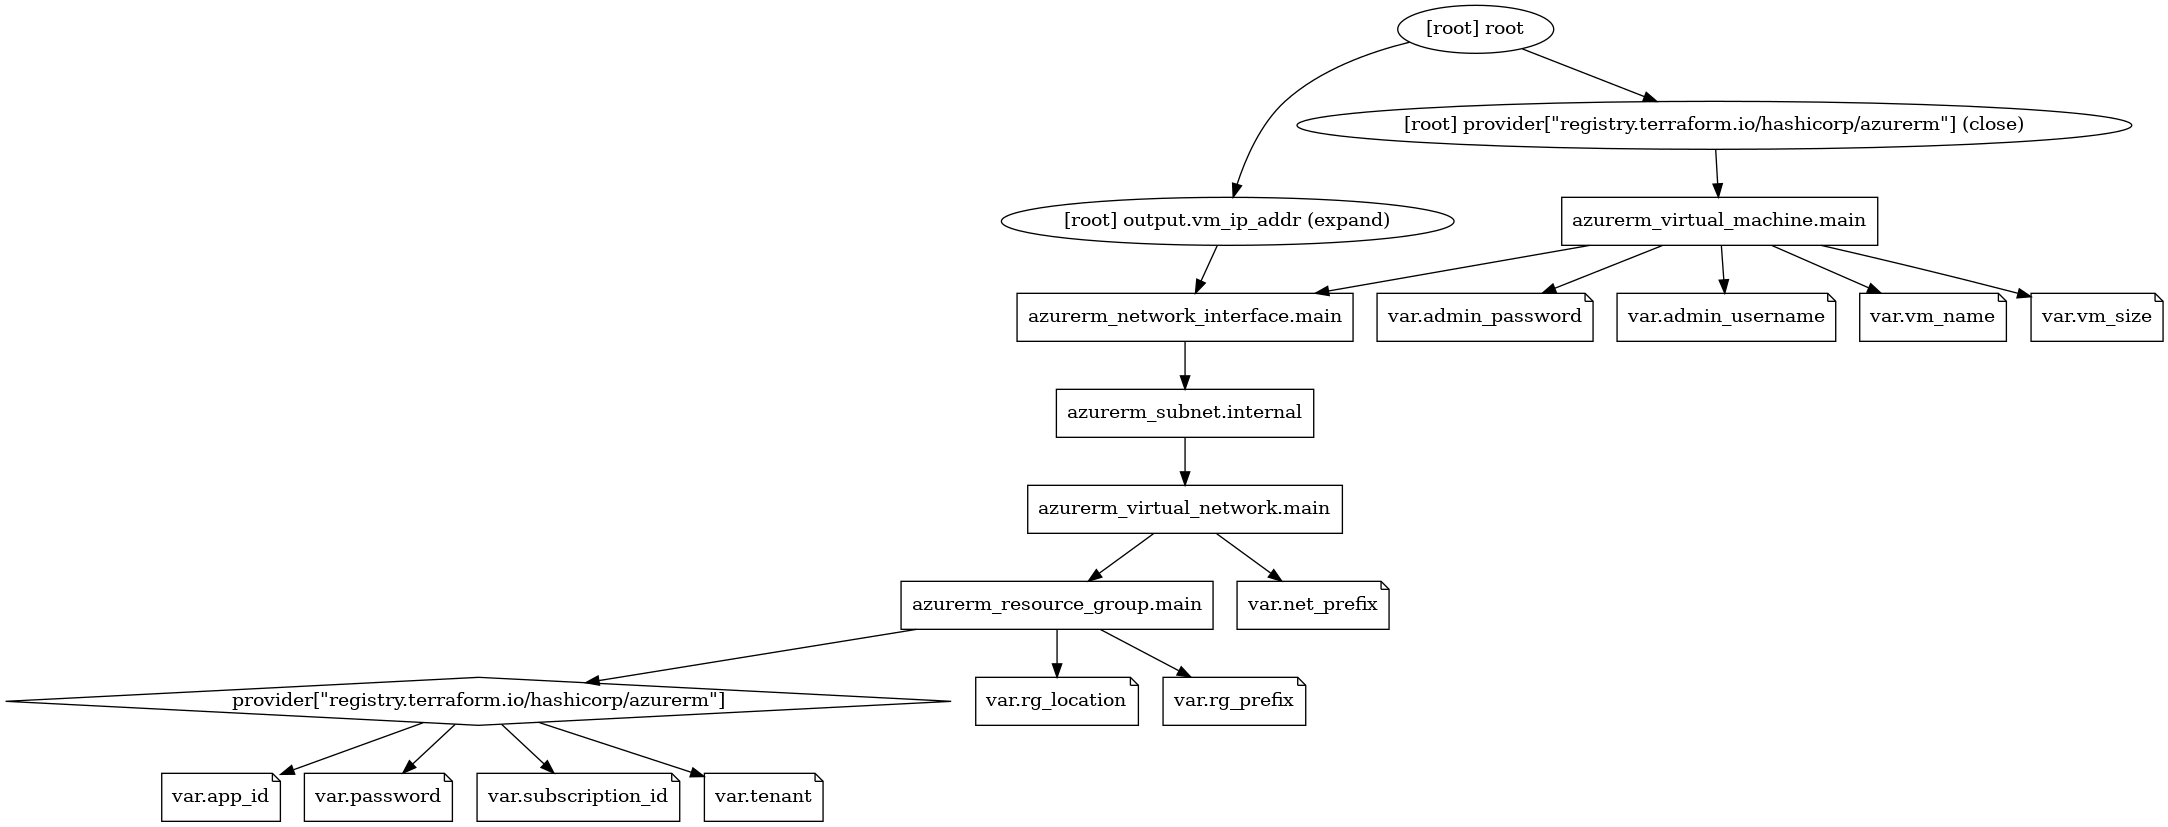 [root] root
[root] provider[\"registry.terraform.io/hashicorp/azurerm\"] (close)
[root] output.vm_ip_addr (expand)
azurerm_virtual_machine.main
azurerm_network_interface.main
var.admin_password
var.admin_username
var.vm_name
var.vm_size
azurerm_subnet.internal
azurerm_virtual_network.main
azurerm_resource_group.main
var.net_prefix
provider[\"registry.terraform.io/hashicorp/azurerm\"]
var.rg_location
var.rg_prefix
var.app_id
var.password
var.subscription_id
var.tenant